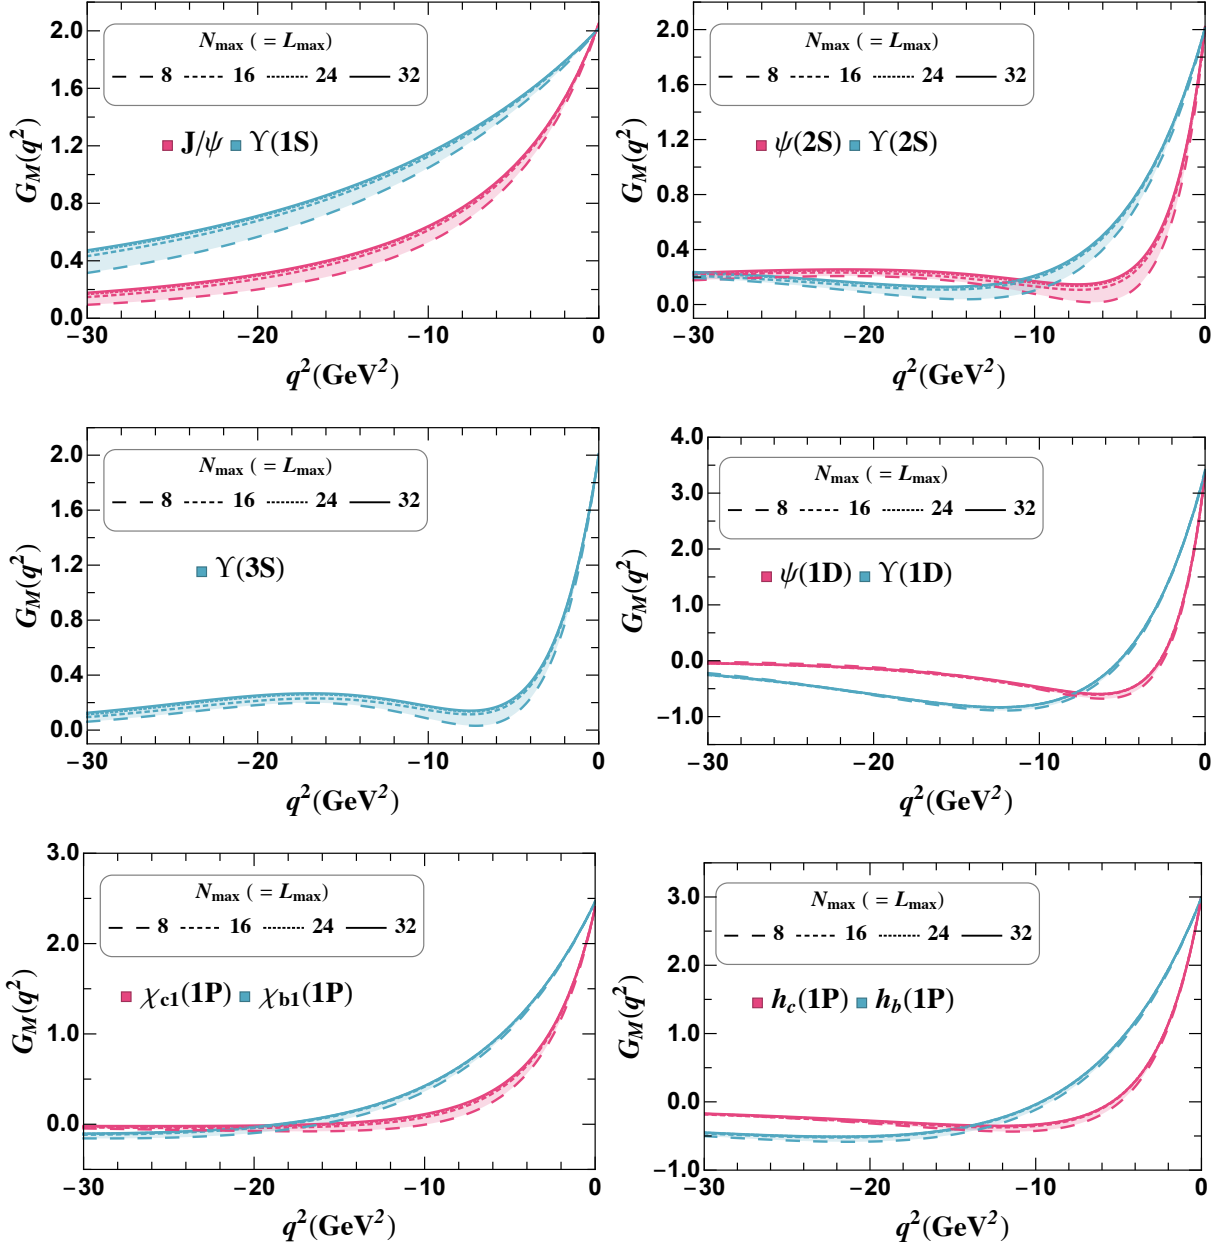 N_max ( = L_max)
8 16 24 32
J/ψ ϒ(1S)
G_M(q²)
2.0
1.6
1.2
0.8
0.4
0.0
−30 −20 −10 0
q²(GeV²)
N_max ( = L_max)
8 16 24 32
ψ(2S) ϒ(2S)
G_M(q²)
2.0
1.6
1.2
0.8
0.4
0.0
−30 −20 −10 0
q²(GeV²)
N_max ( = L_max)
8 16 24 32
ϒ(3S)
G_M(q²)
2.0
1.6
1.2
0.8
0.4
0.0
−30 −20 −10 0
q²(GeV²)
N_max ( = L_max)
8 16 24 32
ψ(1D) ϒ(1D)
G_M(q²)
4.0
3.0
2.0
1.0
0.0
−1.0
−30 −20 −10 0
q²(GeV²)
N_max ( = L_max)
8 16 24 32
χ_c1(1P) χ_b1(1P)
G_M(q²)
3.0
2.0
1.0
0.0
−30 −20 −10 0
q²(GeV²)
N_max ( = L_max)
8 16 24 32
h_c(1P) h_b(1P)
G_M(q²)
3.0
2.0
1.0
0.0
−1.0
−30 −20 −10 0
q²(GeV²)